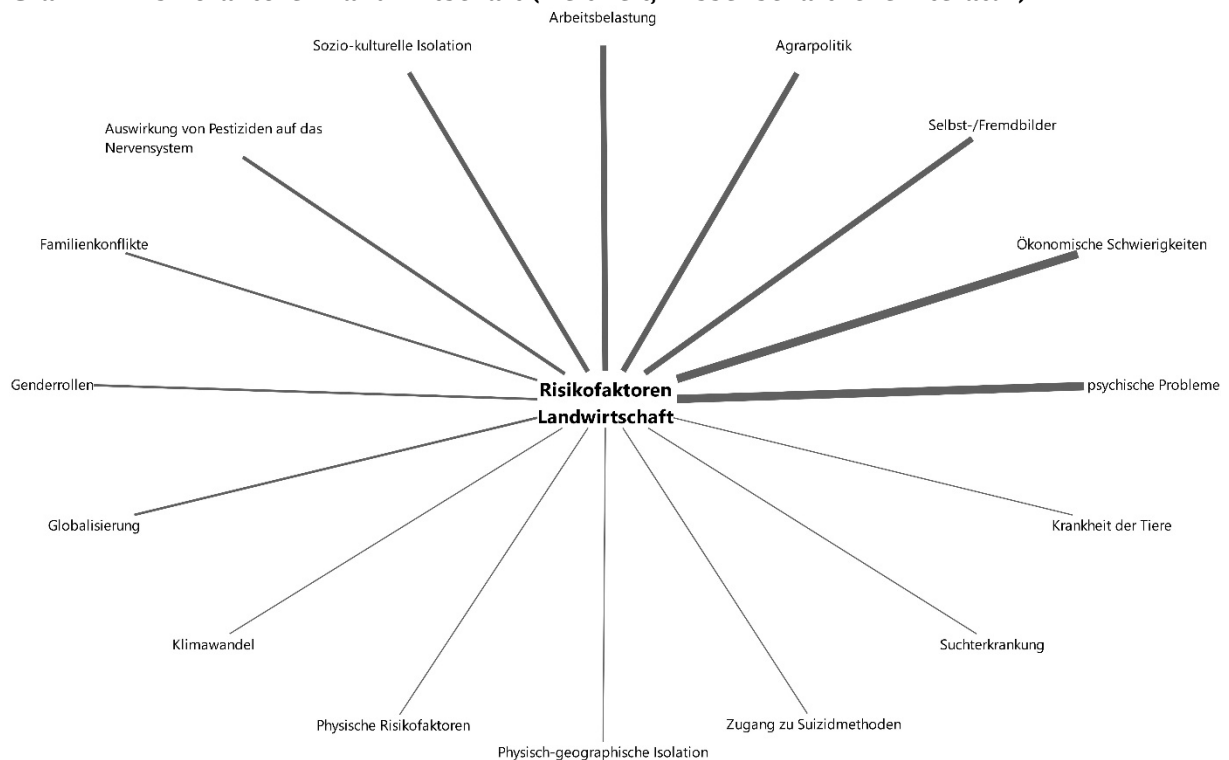 Arbeitsbelastung
Sozio-kulturelle Isolation
Agrarpolitik
Auswirkung von Pestiziden auf das
Nervensystem
Selbst-/Fremdbilder
Familienkonflikte
Ökonomische Schwierigkeiten
Genderrollen
Risikofaktoren
Landwirtschaft
psychische Probleme
Globalisierung
Krankheit der Tiere
Klimawandel
Suchterkrankung
Physische Risikofaktoren
Zugang zu Suizidmethoden
Physisch-geographische Isolation